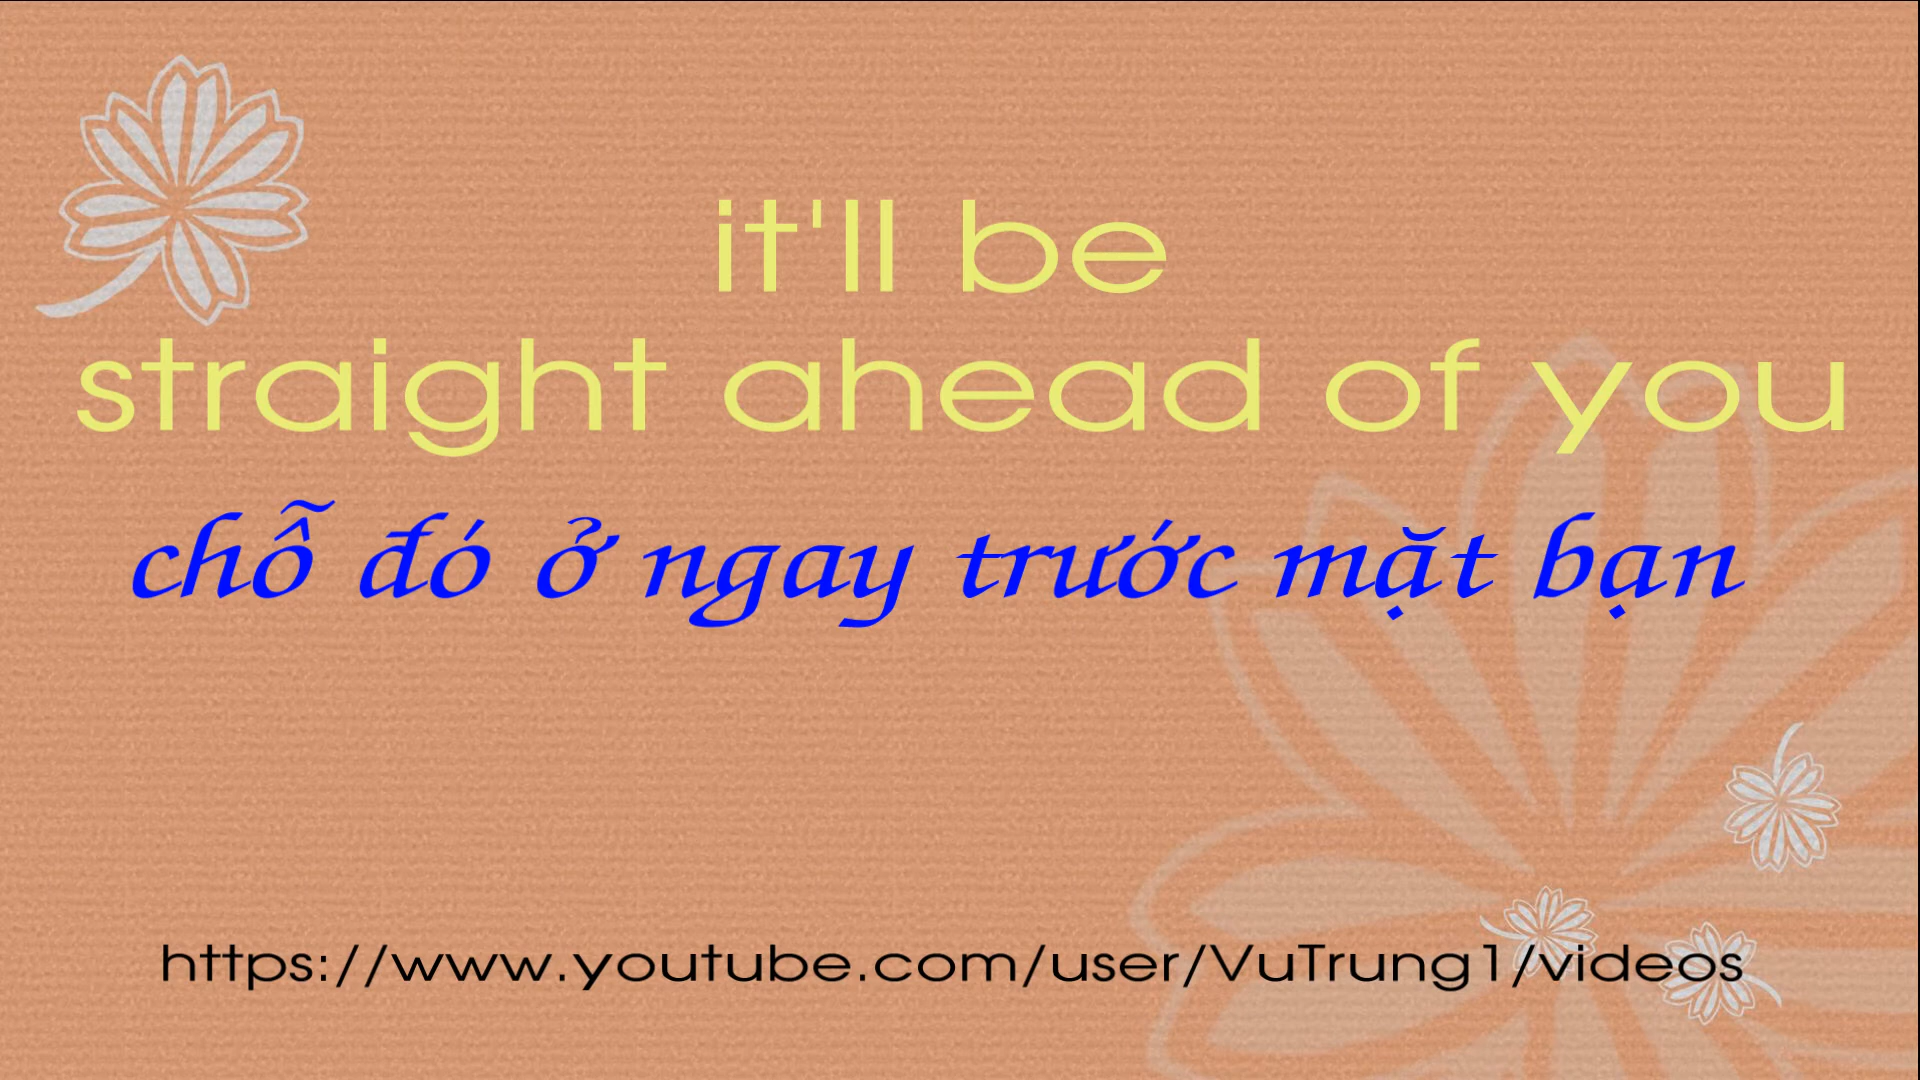 it'll be
straight ahead of you
chỗ đó ở ngay trước mặt bạn
https://www.youtube.com/user/VuTrung1/videos